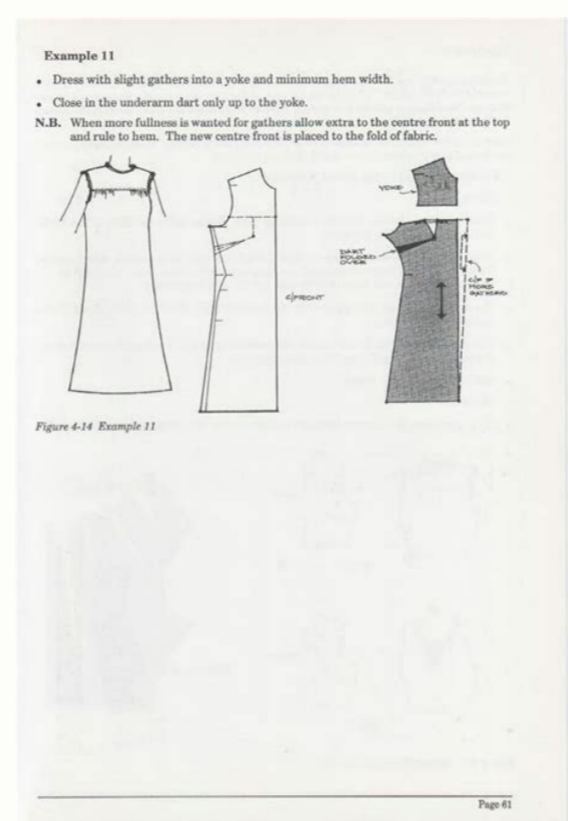 Example 11
• Dress with slight gathers into a yoke and minimum hem width.
• Close in the underarm dart only up to the yoke.
N.B. When more fullness is wanted for gathers allow extra to the centre front at the top
and rule to hem. The new centre front is placed to the fold of fabric.
YOKE
DART
FOLDED
OVER
C/FRONT
C/F IF
MORE
GATHERING
Figure 4-14 Example 11
Page 61